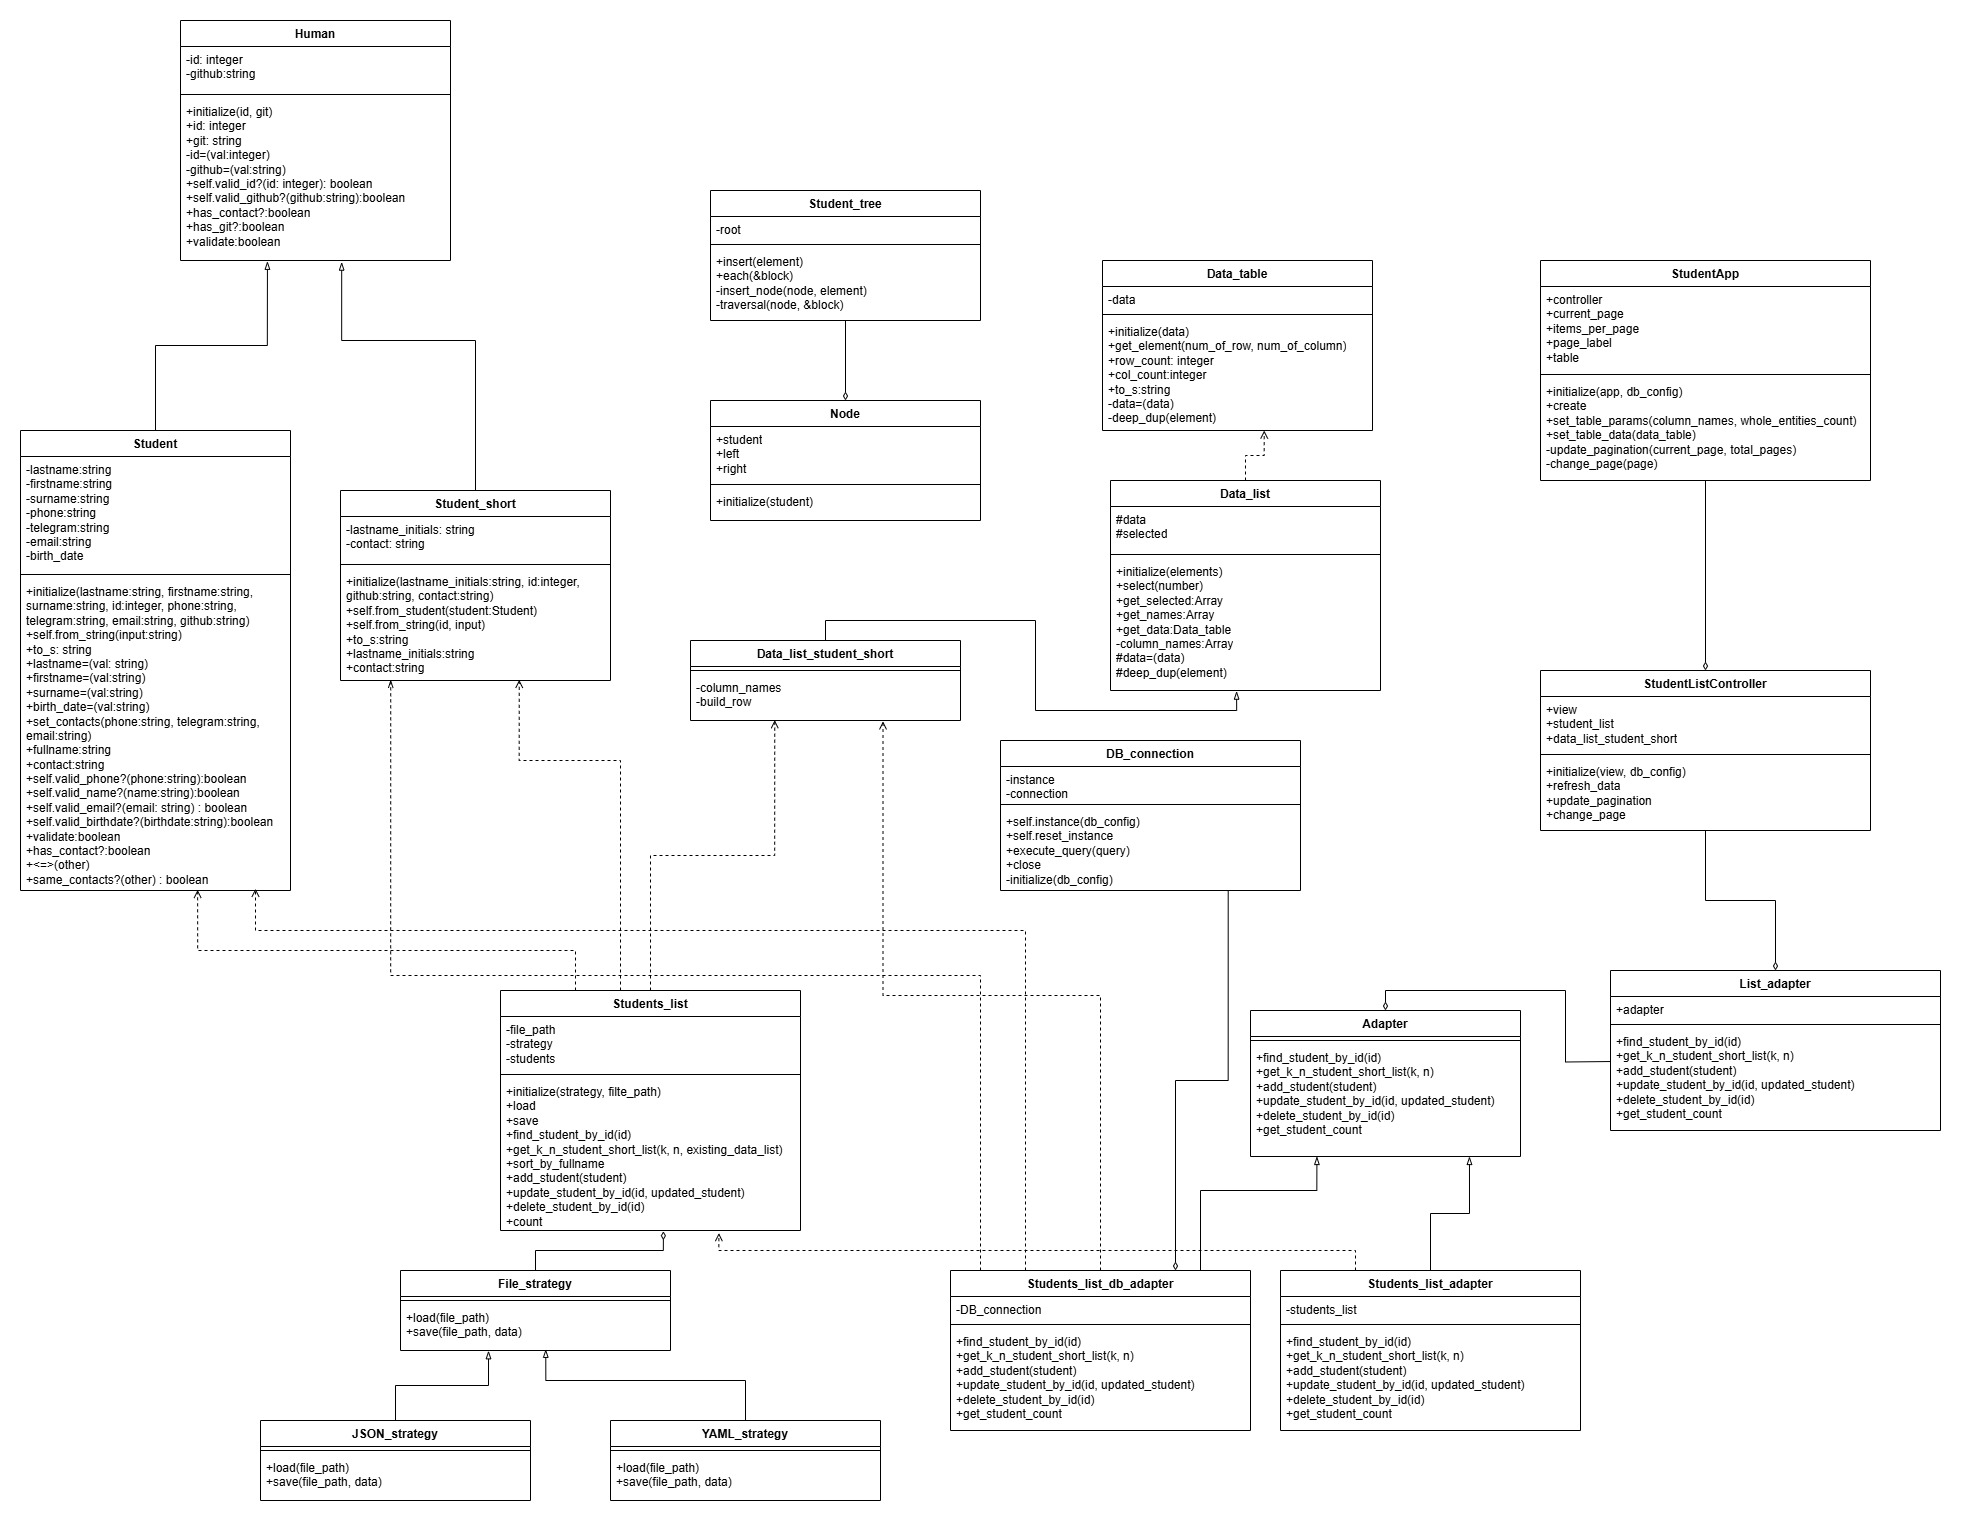 Human
-id: integer
-github:string
+initialize(id, git)
+id: integer
+git: string
-id=(val:integer)
-github=(val:string)
+self.valid_id?(id: integer): boolean
+self.valid_github?(github:string):boolean
+has_contact?:boolean
+has_git?:boolean
+validate:boolean
Student_tree
-root
+insert(element)
+each(&block)
-insert_node(node, element)
-traversal(node, &block)
Data_table
-data
+initialize(data)
+get_element(num_of_row, num_of_column)
+row_count: integer
+col_count:integer
+to_s:string
-data=(data)
-deep_dup(element)
StudentApp
+controller
+current_page
+items_per_page
+page_label
+table
+initialize(app, db_config)
+create
+set_table_params(column_names, whole_entities_count)
+set_table_data(data_table)
-update_pagination(current_page, total_pages)
-change_page(page)
Node
+student
+left
+right
+initialize(student)
Student
-lastname:string
-firstname:string
-surname:string
-phone:string
-telegram:string
-email:string
-birth_date
+initialize(lastname:string, firstname:string,
surname:string, id:integer, phone:string,
telegram:string, email:string, github:string)
+self.from_string(input:string)
+to_s: string
+lastname=(val: string)
+firstname=(val:string)
+surname=(val:string)
+birth_date=(val:string)
+set_contacts(phone:string, telegram:string,
email:string)
+fullname:string
+contact:string
+self.valid_phone?(phone:string):boolean
+self.valid_name?(name:string):boolean
+self.valid_email?(email: string) : boolean
+self.valid_birthdate?(birthdate:string):boolean
+validate:boolean
+has_contact?:boolean
+<=>(other)
+same_contacts?(other) : boolean
Student_short
-lastname_initials: string
-contact: string
+initialize(lastname_initials:string, id:integer,
github:string, contact:string)
+self.from_student(student:Student)
+self.from_string(id, input)
+to_s:string
+lastname_initials:string
+contact:string
Data_list
#data
#selected
+initialize(elements)
+select(number)
+get_selected:Array
+get_names:Array
+get_data:Data_table
-column_names:Array
#data=(data)
#deep_dup(element)
Data_list_student_short
-column_names
-build_row
StudentListController
+view
+student_list
+data_list_student_short
+initialize(view, db_config)
+refresh_data
+update_pagination
+change_page
DB_connection
-instance
-connection
+self.instance(db_config)
+self.reset_instance
+execute_query(query)
+close
-initialize(db_config)
List_adapter
+adapter
+find_student_by_id(id)
+get_k_n_student_short_list(k, n)
+add_student(student)
+update_student_by_id(id, updated_student)
+delete_student_by_id(id)
+get_student_count
Students_list
-file_path
-strategy
-students
+initialize(strategy, filte_path)
+load
+save
+find_student_by_id(id)
+get_k_n_student_short_list(k, n, existing_data_list)
+sort_by_fullname
+add_student(student)
+update_student_by_id(id, updated_student)
+delete_student_by_id(id)
+count
Adapter
+find_student_by_id(id)
+get_k_n_student_short_list(k, n)
+add_student(student)
+update_student_by_id(id, updated_student)
+delete_student_by_id(id)
+get_student_count
File_strategy
+load(file_path)
+save(file_path, data)
Students_list_db_adapter
-DB_connection
+find_student_by_id(id)
+get_k_n_student_short_list(k, n)
+add_student(student)
+update_student_by_id(id, updated_student)
+delete_student_by_id(id)
+get_student_count
Students_list_adapter
-students_list
+find_student_by_id(id)
+get_k_n_student_short_list(k, n)
+add_student(student)
+update_student_by_id(id, updated_student)
+delete_student_by_id(id)
+get_student_count
JSON_strategy
+load(file_path)
+save(file_path, data)
YAML_strategy
+load(file_path)
+save(file_path, data)